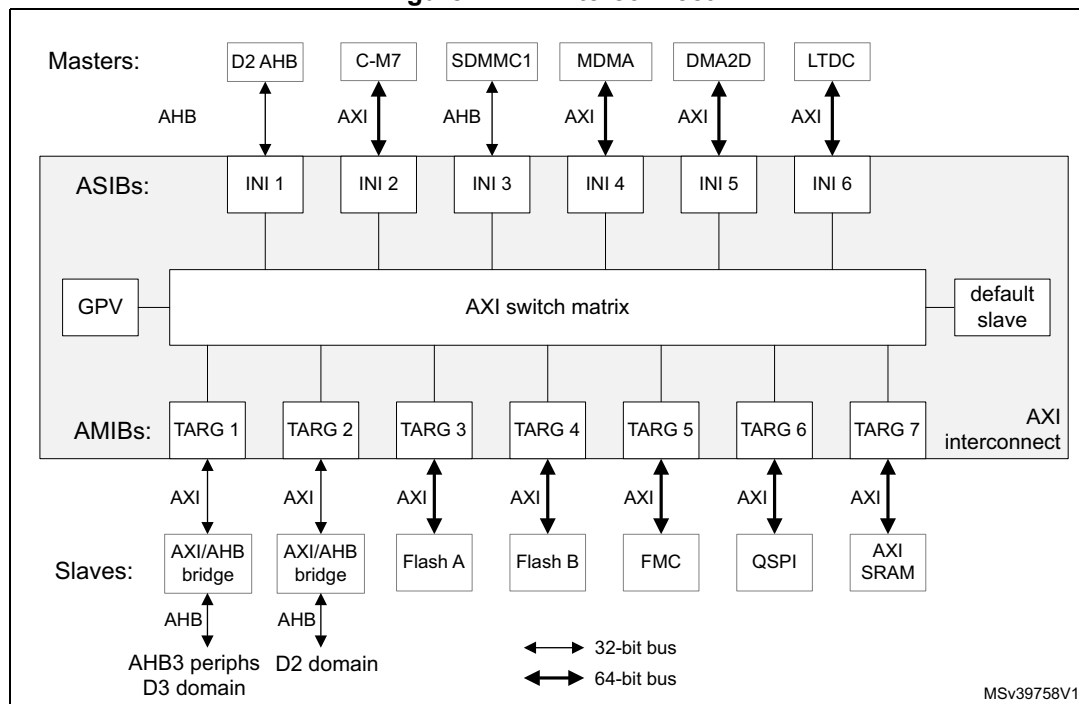 Masters:
D2 AHB
C-M7
SDMMC1
MDMA
DMA2D
LTDC
AHB
AXI
AHB
AXI
AXI
AXI
ASIBs:
INI 1
INI 2
INI 3
INI 4
INI 5
INI 6
GPV
AXI switch matrix
default
slave
AMIBs:
TARG 1
TARG 2
TARG 3
TARG 4
TARG 5
TARG 6
TARG 7
AXI
interconnect
AXI
AXI
AXI
AXI
AXI
AXI
AXI
Slaves:
AXI/AHB
bridge
AXI/AHB
bridge
Flash A
Flash B
FMC
QSPI
AXI
SRAM
AHB
AHB
AHB3 periphs
D3 domain
D2 domain
32-bit bus
64-bit bus
MSv39758V1